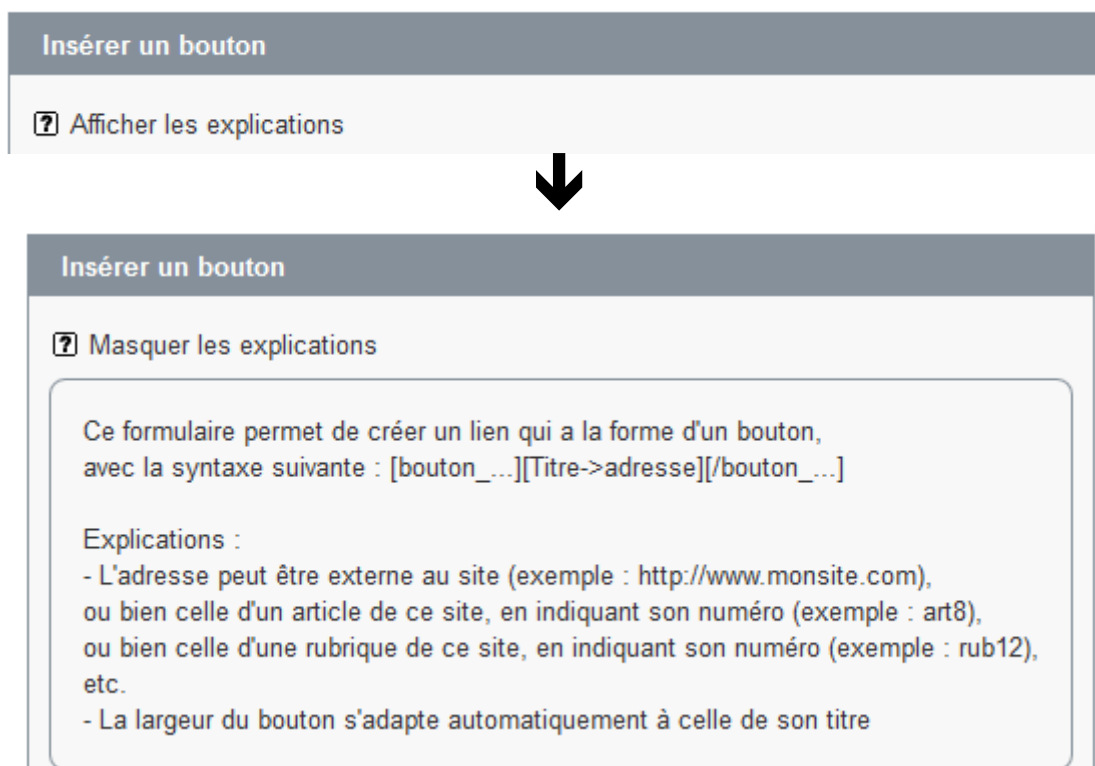 Insérer un bouton
? Afficher les explications
Insérer un bouton
? Masquer les explications
Ce formulaire permet de créer un lien qui a la forme d'un bouton,
avec la syntaxe suivante : [bouton_...][Titre->adresse][/bouton_...]
Explications :
- L'adresse peut être externe au site (exemple : http://www.monsite.com),
ou bien celle d'un article de ce site, en indiquant son numéro (exemple : art8),
ou bien celle d'une rubrique de ce site, en indiquant son numéro (exemple : rub12),
etc.
- La largeur du bouton s'adapte automatiquement à celle de son titre